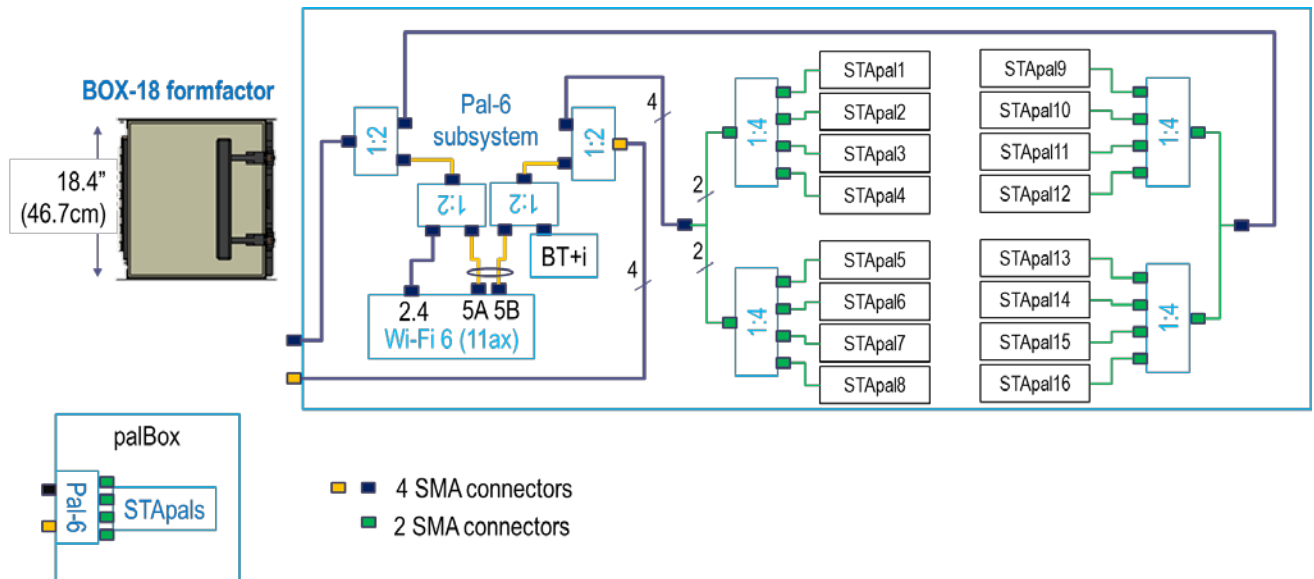 BOX-18 formfactor
18.4”
(46.7cm)
Pal-6
subsystem
1:2
1:2
1:2
1:2
BT+i
2.4
5A
5B
Wi-Fi 6 (11ax)
4
4
2
2
1:4
STApal1
STApal2
STApal3
STApal4
1:4
STApal5
STApal6
STApal7
STApal8
STApal9
STApal10
STApal11
STApal12
1:4
STApal13
STApal14
STApal15
STApal16
1:4
palBox
Pal-6
STApals
4 SMA connectors
2 SMA connectors